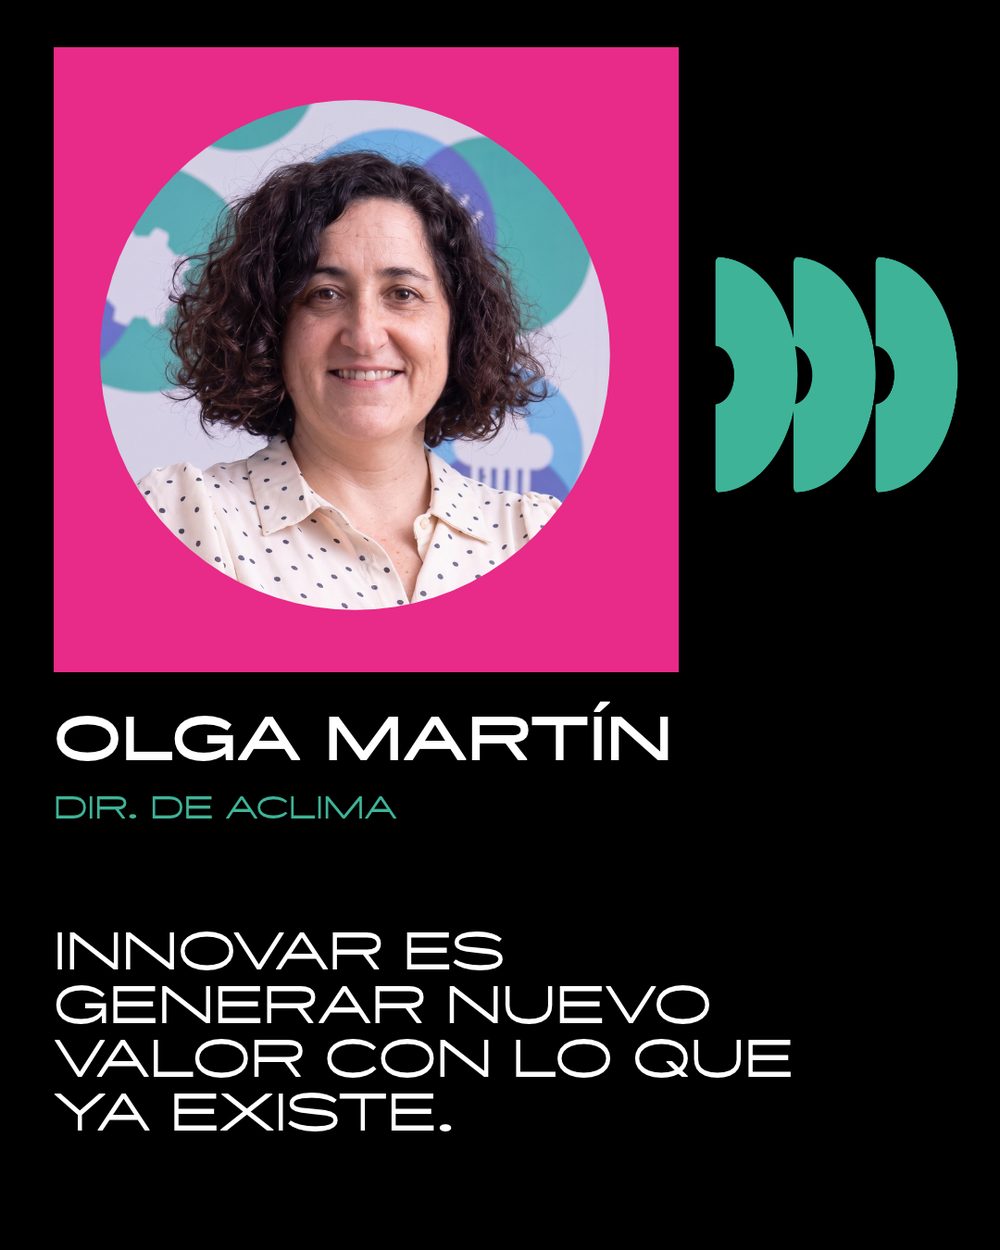 OLGA MARTÍN
DIR. DE ACLIMA
INNOVAR ES
GENERAR NUEVO
VALOR CON LO QUE
YA EXISTE.